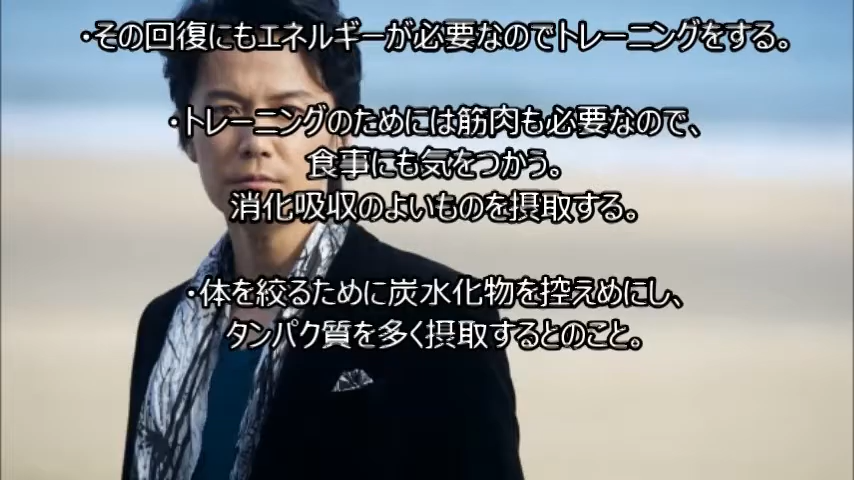 ・その回復にもエネルギーが必要なのでトレーニングをする。
・トレーニングのためには筋肉も必要なので、
食事にも気をつかう。
消化吸収のよいものを摂取する。
・体を絞るために炭水化物を控えめにし、
タンパク質を多く摂取するとのこと。